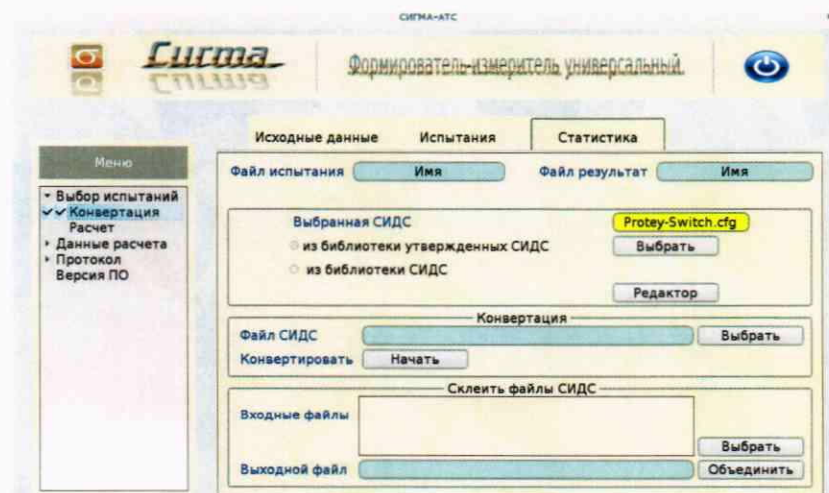 СИГМА-АТС
Сигма
Формирователь-измеритель универсальный
Исходные данные Испытания Статистика
Меню
Выбор испытаний
Конвертация
Расчет
Данные расчета
Протокол
Версия ПО
Файл испытания Имя Файл результат Имя
Выбранная СИДС Protey-Switch.cfg
из библиотеки утвержденных СИДС Выбрать
из библиотеки СИДС
Редактор
Конвертация
Файл СИДС Выбрать
Конвертировать Начать
Склеить файлы СИДС
Входные файлы
Выбрать
Выходной файл Объединить